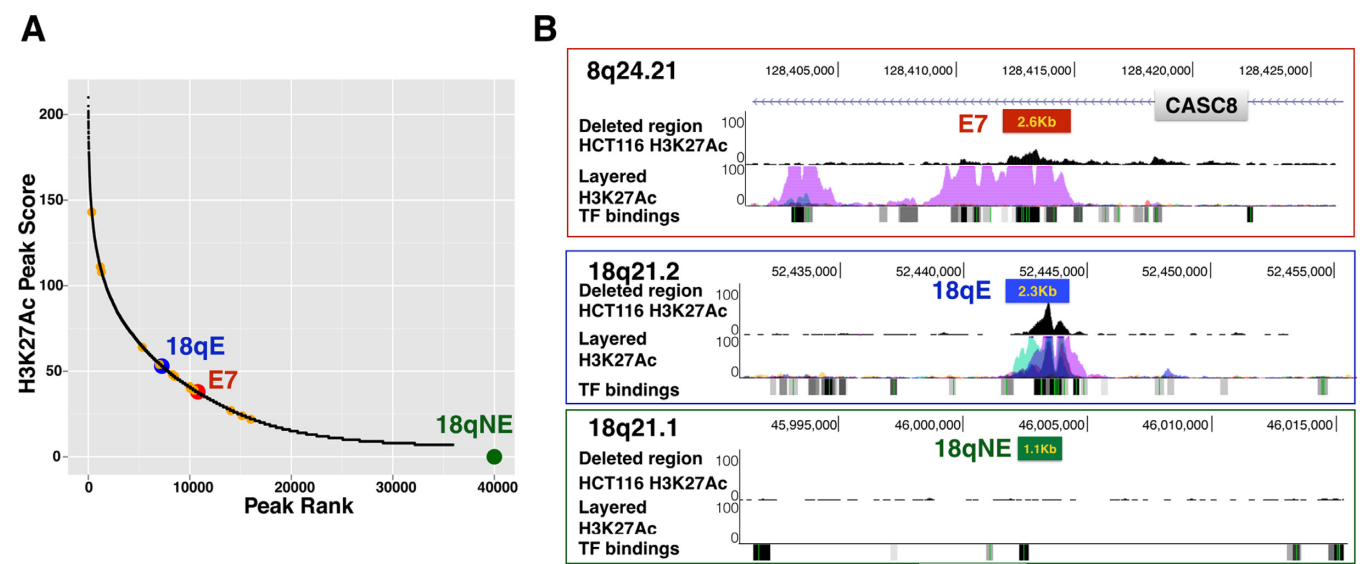 A
H3K27Ac Peak Score
200
150
100
50
0
18qE
E7
18qNE
0
10000
20000
30000
40000
Peak Rank
B
8q24.21
128,405,000
128,410,000
128,415,000
128,420,000
128,425,000
CASC8
Deleted region
E7
2.6Kb
HCT116 H3K27Ac
100
0
Layered
H3K27Ac
100
0
TF bindings
18q21.2
52,435,000
52,440,000
52,445,000
52,450,000
52,455,000
Deleted region
18qE
2.3Kb
HCT116 H3K27Ac
100
0
Layered
H3K27Ac
100
0
TF bindings
18q21.1
45,995,000
46,0000,000
46,005,000
46,010,000
46,015,000
Deleted region
18qNE
1.1Kb
HCT116 H3K27Ac
100
0
Layered
H3K27Ac
100
0
TF bindings